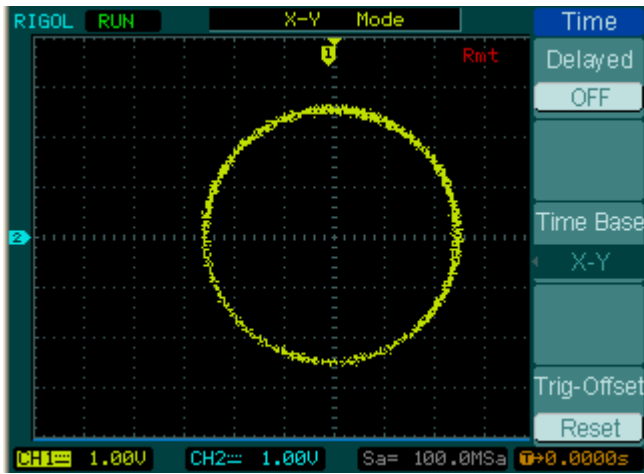 RIGOL RUN X-Y Mode Time
1 Rmt
Delayed
OFF
2
Time Base
X-Y
Trig-Offset
Reset
CH1 1.00V CH2 1.00V Sa= 100.0MSa T→0.0000s